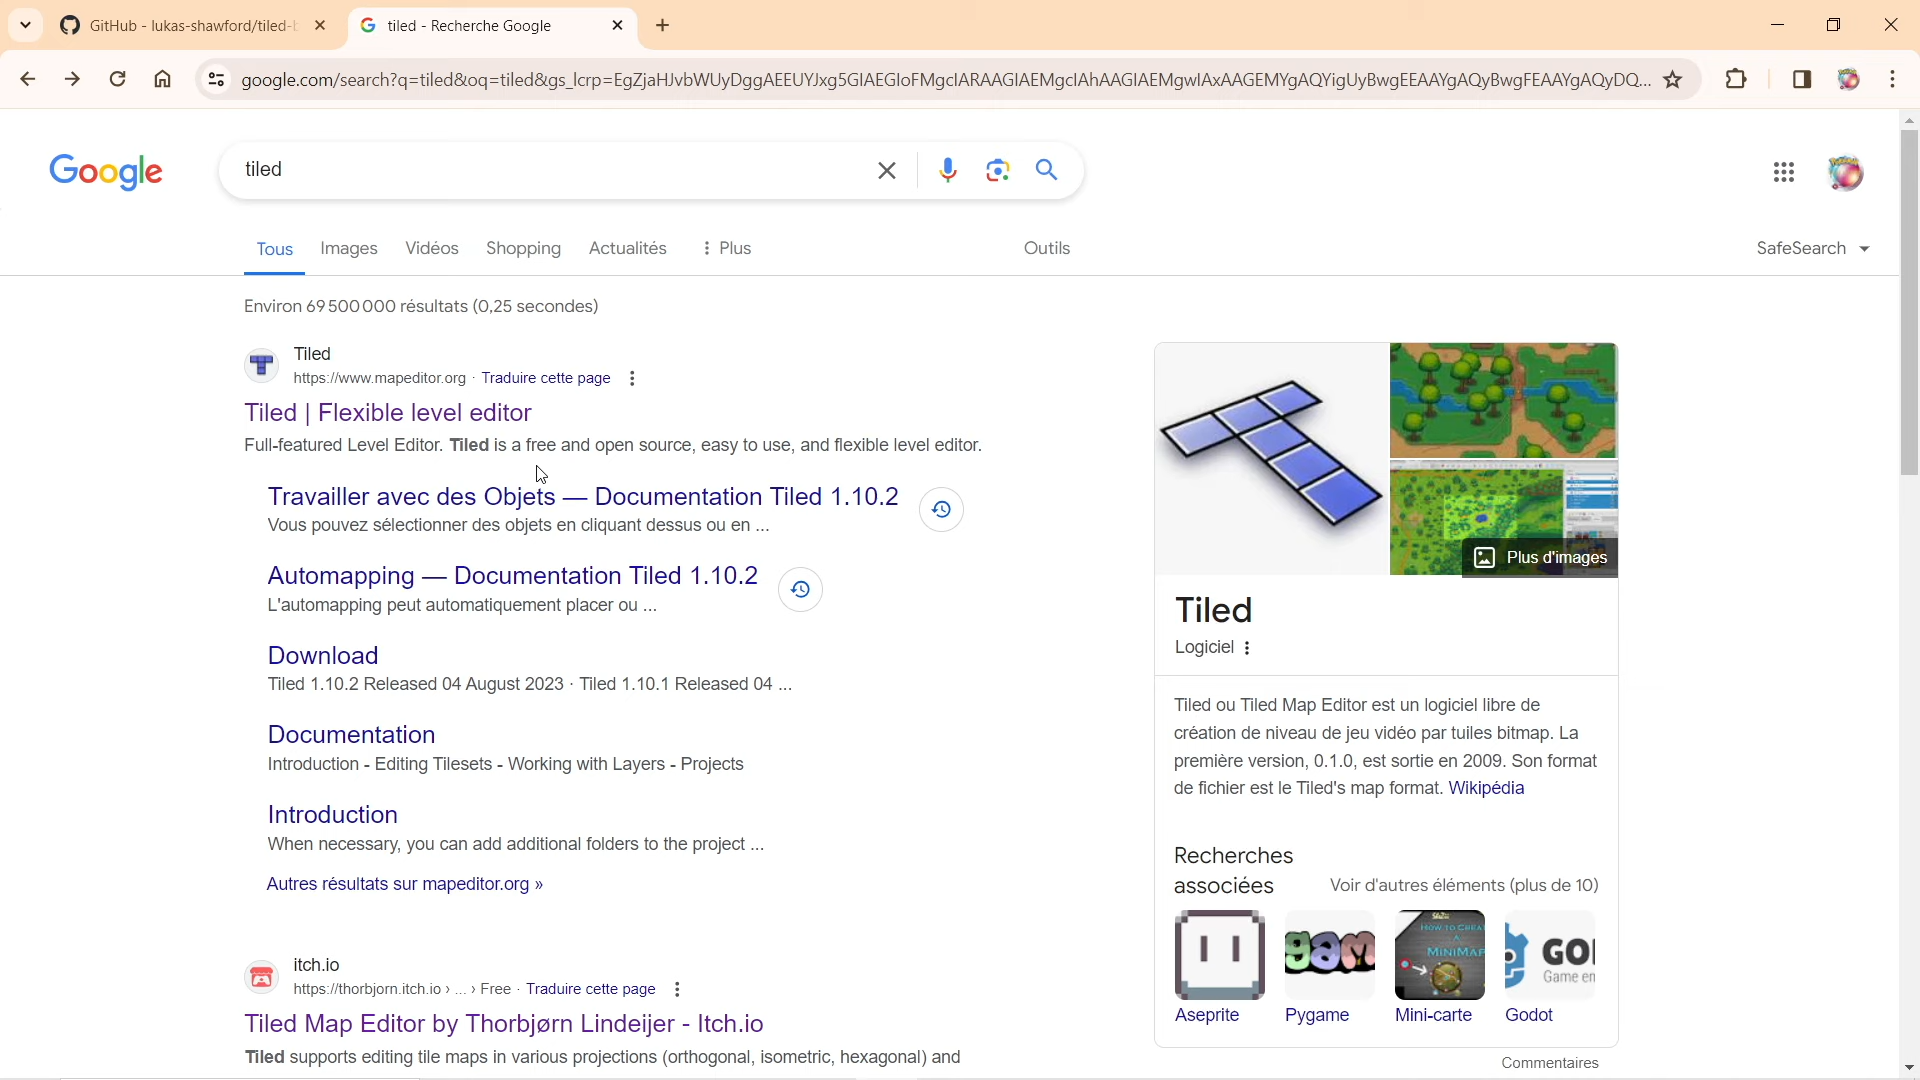 GitHub - lukas-shawford/tiled-b
tiled - Recherche Google
google.com/search?q=tiled&oq=tiled&gs_lcrp=EgZjaHJvbWUyDggAEEUYJxg5GIAEGIoFMgcIARAAGIAEMgcIAhAAGIAEMgwIAxAAGEMYgAQYigUyBwgEEAAYgAQyBwgFEAAYgAQyDQ...
Google
tiled
Tous Images Vidéos Shopping Actualités Plus Outils SafeSearch
Environ 69 500 000 résultats (0,25 secondes)
Tiled
https://www.mapeditor.org · Traduire cette page
Tiled | Flexible level editor
Full-featured Level Editor. Tiled is a free and open source, easy to use, and flexible level editor.
Travailler avec des Objets — Documentation Tiled 1.10.2
Vous pouvez sélectionner des objets en cliquant dessus ou en ...
Automapping — Documentation Tiled 1.10.2
L'automapping peut automatiquement placer ou ...
Download
Tiled 1.10.2 Released 04 August 2023 · Tiled 1.10.1 Released 04 ...
Documentation
Introduction - Editing Tilesets - Working with Layers - Projects
Introduction
When necessary, you can add additional folders to the project ...
Autres résultats sur mapeditor.org »
itch.io
https://thorbjorn.itch.io › ... › Free · Traduire cette page
Tiled Map Editor by Thorbjørn Lindeijer - Itch.io
Tiled supports editing tile maps in various projections (orthogonal, isometric, hexagonal) and
Plus d'images
Tiled
Logiciel
Tiled ou Tiled Map Editor est un logiciel libre de
création de niveau de jeu vidéo par tuiles bitmap. La
première version, 0.1.0, est sortie en 2009. Son format
de fichier est le Tiled's map format. Wikipédia
Recherches
associées
Voir d'autres éléments (plus de 10)
gam
HOW TO CREAT
A
MINIMAP
GO
Game en
Aseprite Pygame Mini-carte Godot
Commentaires